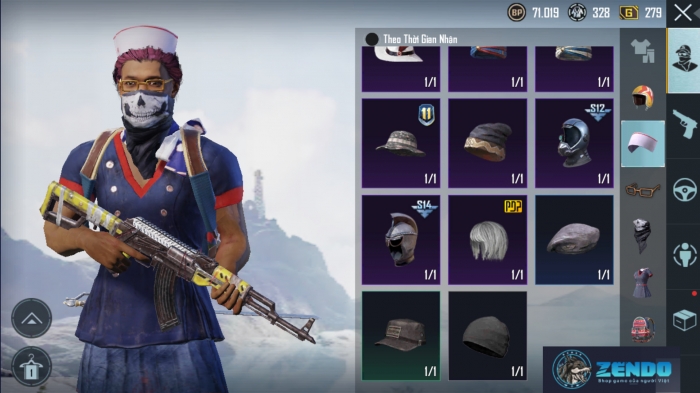 BP 71.019 328 G 279
Theo Thời Gian Nhận
1/1 1/1 1/1
11 S12
1/1 1/1 1/1
S14 POP
1/1 1/1 1/1
1/1 1/1
1
ZENDO
Shop game của người Việt